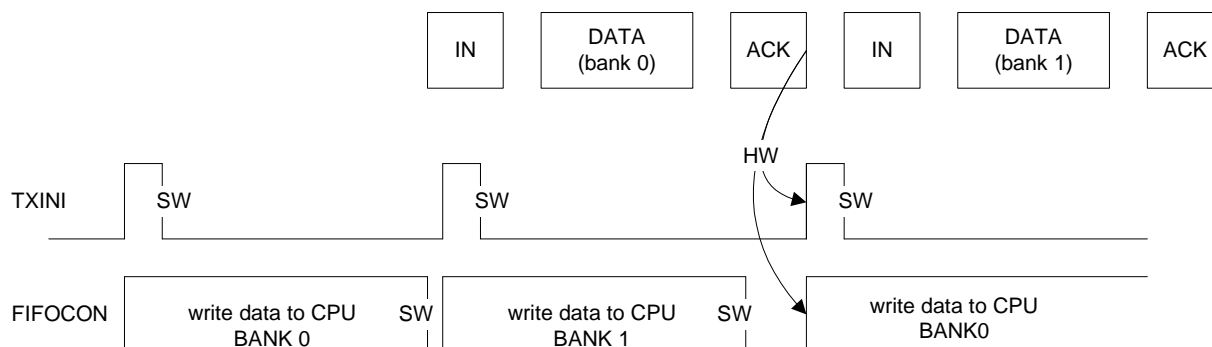 IN
DATA
(bank 0)
ACK
IN
DATA
(bank 1)
ACK
HW
TXINI
SW
SW
SW
FIFOCON
write data to CPU
BANK 0
SW
write data to CPU
BANK 1
SW
write data to CPU
BANK0